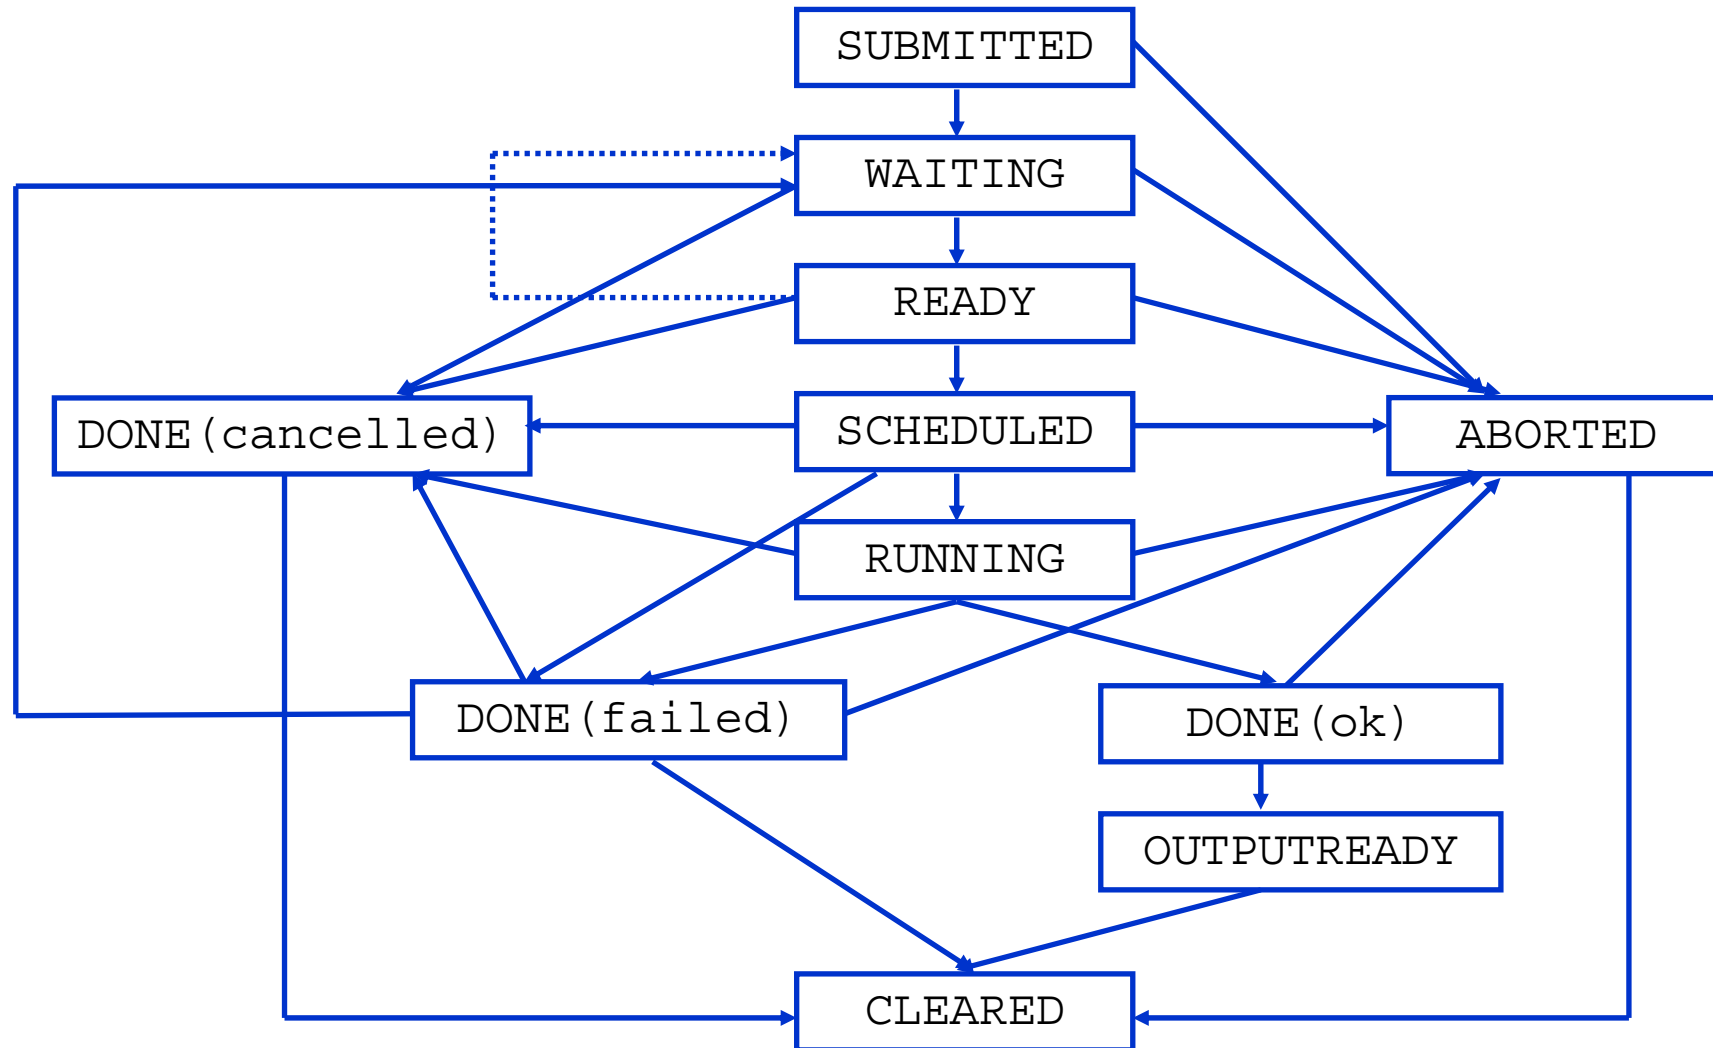 SUBMITTED
WAITING
READY
DONE(cancelled)
SCHEDULED
ABORTED
RUNNING
DONE(failed)
DONE(ok)
OUTPUTREADY
CLEARED